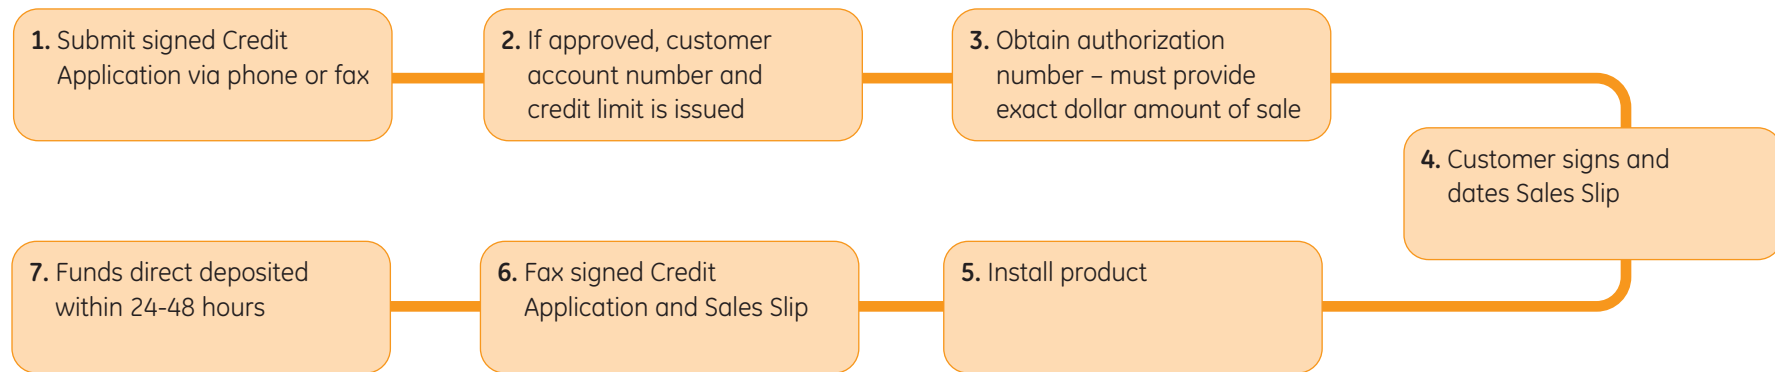 1. Submit signed Credit
Application via phone or fax
2. If approved, customer
account number and
credit limit is issued
3. Obtain authorization
number – must provide
exact dollar amount of sale
4. Customer signs and
dates Sales Slip
5. Install product
6. Fax signed Credit
Application and Sales Slip
7. Funds direct deposited
within 24-48 hours